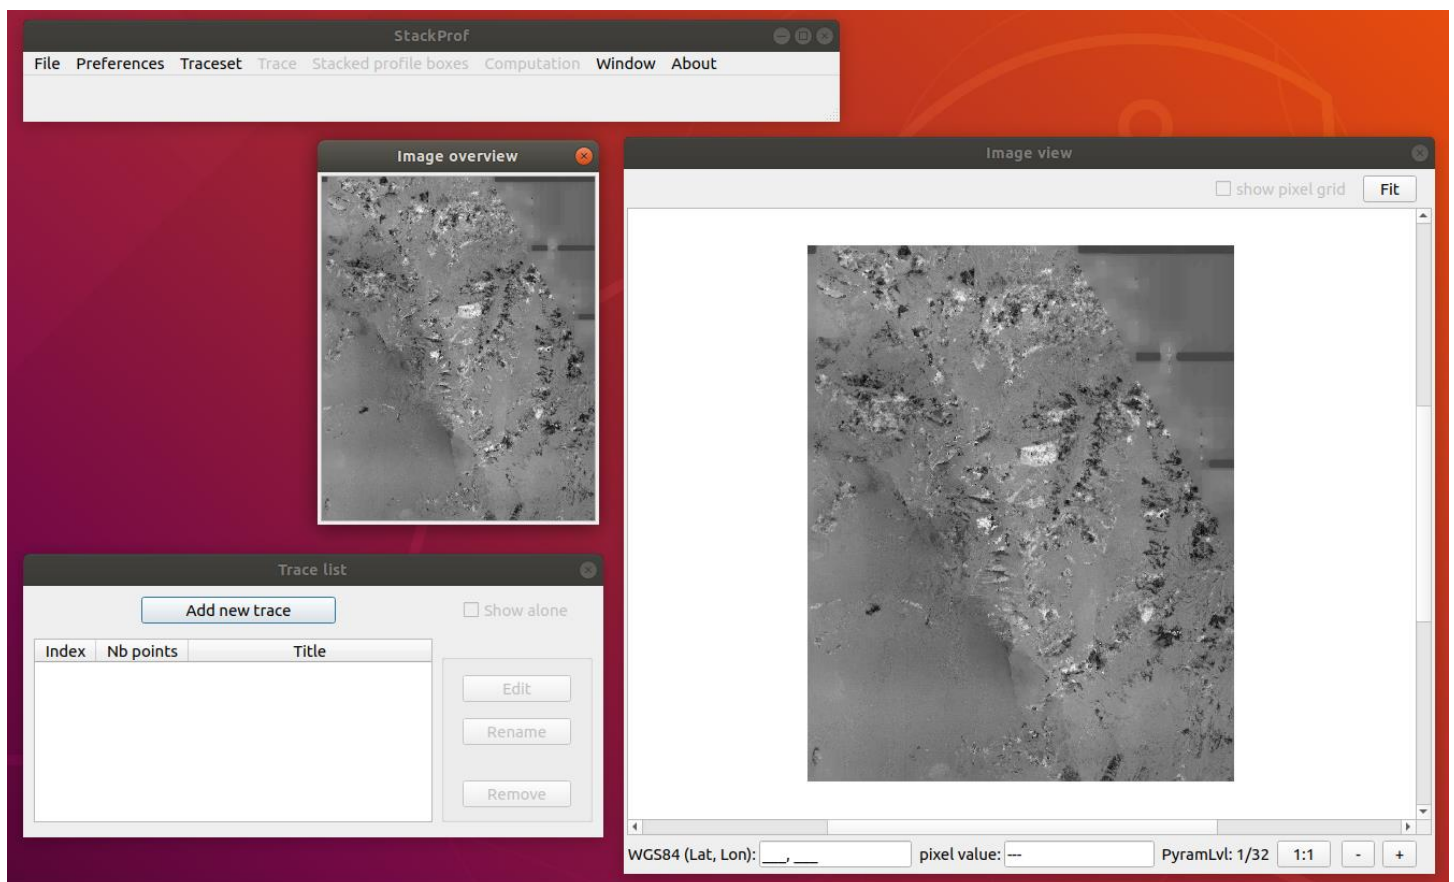 StackProf
File Preferences Traceset Trace Stacked profile boxes Computation Window About
Image overview
Image view
show pixel grid Fit
Trace list
Add new trace Show alone
Index Nb points Title
Edit
Rename
Remove
WGS84 (Lat, Lon): ___, ___ pixel value: --- PyramLvl: 1/32 1:1 - +